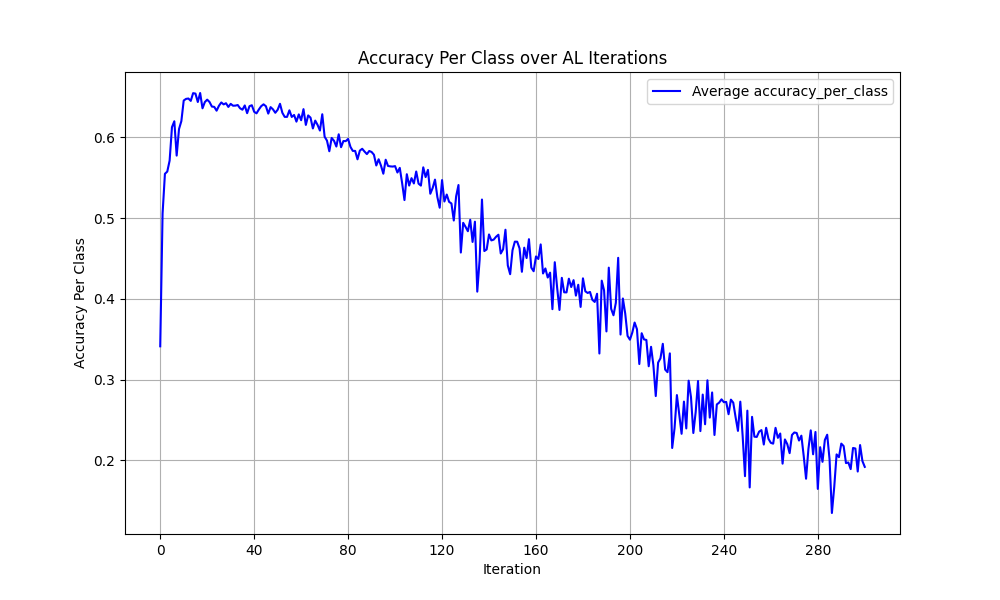 Accuracy Per Class over AL Iterations
Average accuracy_per_class
Accuracy Per Class
0.6
0.5
0.4
0.3
0.2
0 40 80 120 160 200 240 280
Iteration